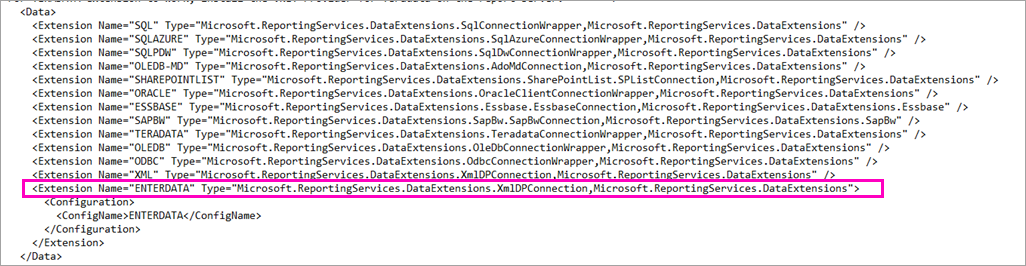 <Data>
<Extension Name="SQL" Type="Microsoft.ReportingServices.DataExtensions.SqlConnectionWrapper,Microsoft.ReportingServices.DataExtensions" />
<Extension Name="SQLAZURE" Type="Microsoft.ReportingServices.DataExtensions.SqlAzureConnectionWrapper,Microsoft.ReportingServices.DataExtensions" />
<Extension Name="SQLPDW" Type="Microsoft.ReportingServices.DataExtensions.SqlDwConnectionWrapper,Microsoft.ReportingServices.DataExtensions" />
<Extension Name="OLEDB-MD" Type="Microsoft.ReportingServices.DataExtensions.AdoMdConnection,Microsoft.ReportingServices.DataExtensions" />
<Extension Name="SHAREPOINTLIST" Type="Microsoft.ReportingServices.DataExtensions.SharePointList.SPListConnection,Microsoft.ReportingServices.DataExtensions" />
<Extension Name="ORACLE" Type="Microsoft.ReportingServices.DataExtensions.OracleClientConnectionWrapper,Microsoft.ReportingServices.DataExtensions" />
<Extension Name="ESSBASE" Type="Microsoft.ReportingServices.DataExtensions.Essbase.EssbaseConnection,Microsoft.ReportingServices.DataExtensions.Essbase" />
<Extension Name="SAPBW" Type="Microsoft.ReportingServices.DataExtensions.SapBw.SapBwConnection,Microsoft.ReportingServices.DataExtensions.SapBw" />
<Extension Name="TERADATA" Type="Microsoft.ReportingServices.DataExtensions.TeradataConnectionWrapper,Microsoft.ReportingServices.DataExtensions" />
<Extension Name="OLEDB" Type="Microsoft.ReportingServices.DataExtensions.OleDbConnectionWrapper,Microsoft.ReportingServices.DataExtensions" />
<Extension Name="ODBC" Type="Microsoft.ReportingServices.DataExtensions.OdbcConnectionWrapper,Microsoft.ReportingServices.DataExtensions" />
<Extension Name="XML" Type="Microsoft.ReportingServices.DataExtensions.XmlDPConnection,Microsoft.ReportingServices.DataExtensions" />
<Extension Name="ENTERDATA" Type="Microsoft.ReportingServices.DataExtensions.XmlDPConnection,Microsoft.ReportingServices.DataExtensions">
<Configuration>
<ConfigName>ENTERDATA</ConfigName>
</Configuration>
</Extension>
</Data>